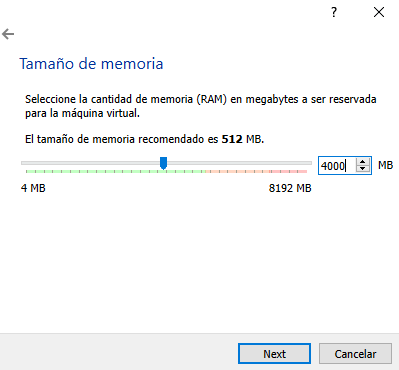 ?
Tamaño de memoria
Seleccione la cantidad de memoria (RAM) en megabytes a ser reservada
para la máquina virtual.
El tamaño de memoria recomendado es 512 MB.
4000 MB
4 MB 8192 MB
Next Cancelar